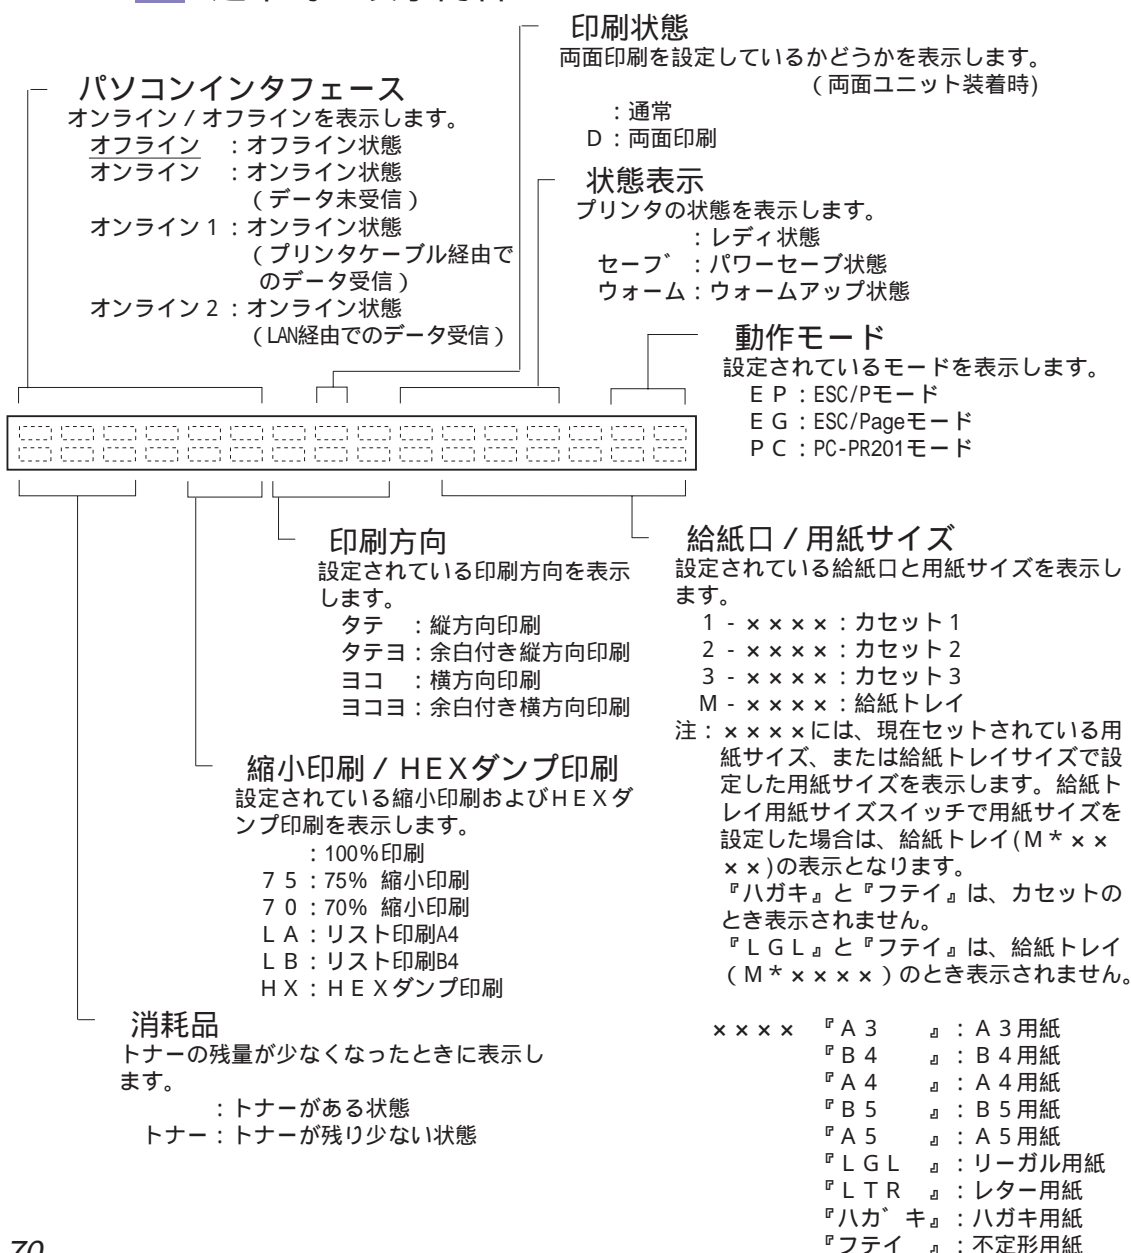 印刷状態
両面印刷を設定しているかどうかを表示します。
(両面ユニット装着時)
:通常
D:両面印刷
パソコンインタフェース
オンライン/オフラインを表示します。
オフライン :オフライン状態
オンライン :オンライン状態
(データ未受信)
オンライン1:オンライン状態
(プリンタケーブル経由で
のデータ受信)
オンライン2:オンライン状態
(LAN経由でのデータ受信)
状態表示
プリンタの状態を表示します。
:レディ状態
セーブ :パワーセーブ状態
ウォーム:ウォームアップ状態
動作モード
設定されているモードを表示します。
EP:ESC/Pモード
EG:ESC/Pageモード
PC:PC-PR201モード
印刷方向
設定されている印刷方向を表示
します。
タテ :縦方向印刷
タテヨ:余白付き縦方向印刷
ヨコ :横方向印刷
ヨコヨ:余白付き横方向印刷
給紙口/用紙サイズ
設定されている給紙口と用紙サイズを表示し
ます。
1-××××:カセット1
2-××××:カセット2
3-××××:カセット3
M-××××:給紙トレイ
注:××××には、現在セットされている用
紙サイズ、または給紙トレイサイズで設
定した用紙サイズを表示します。給紙ト
レイ用紙サイズスイッチで用紙サイズを
設定した場合は、給紙トレイ(M*××
××)の表示となります。
『ハガキ』と『フテイ』は、カセットの
とき表示されません。
『LGL』と『フテイ』は、給紙トレイ
(M*××××)のとき表示されません。
××××『A3 』:A3用紙
『B4 』:B4用紙
『A4 』:A4用紙
『B5 』:B5用紙
『A5 』:A5用紙
『LGL 』:リーガル用紙
『LTR 』:レター用紙
『ハガキ』:ハガキ用紙
『フテイ 』:不定形用紙
縮小印刷/HEXダンプ印刷
設定されている縮小印刷およびHEXダ
ンプ印刷を表示します。
:100%印刷
75:75% 縮小印刷
70:70% 縮小印刷
LA:リスト印刷A4
LB:リスト印刷B4
HX:HEXダンプ印刷
消耗品
トナーの残量が少なくなったときに表示し
ます。
:トナーがある状態
トナー:トナーが残り少ない状態
70